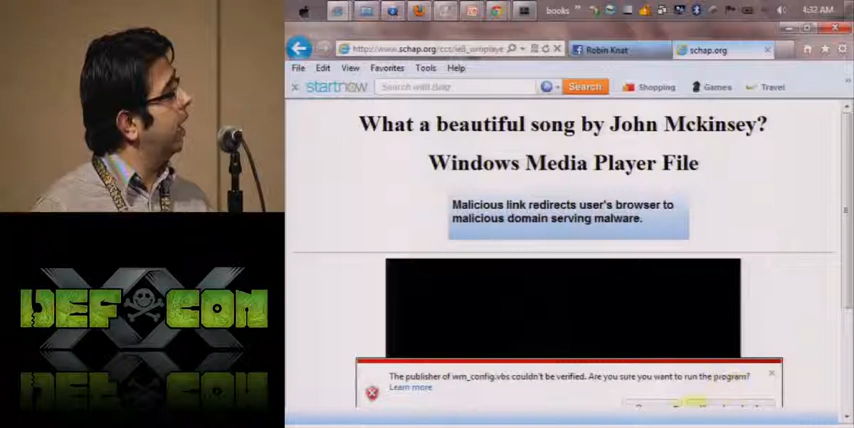 books
4:32 AM
http://www.schap.org/ccs/ie8_wmplaye
Robin Knat
schap.org
File Edit View Favorites Tools Help
startnow
Search with Bing
Search
Shopping
Games
Travel
What a beautiful song by John Mckinsey?
Windows Media Player File
Malicious link redirects user's browser to
malicious domain serving malware.
The publisher of wm_config.vbs couldn't be verified. Are you sure you want to run the program?
Learn more
XX
DEF CON